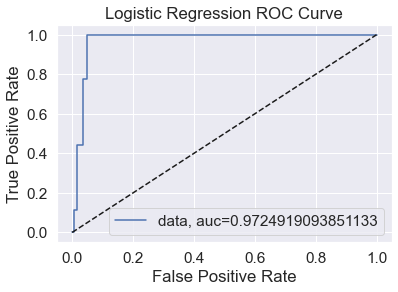 Logistic Regression ROC Curve
True Positive Rate
1.0
0.8
0.6
0.4
0.2
0.0
data, auc=0.9724919093851133
0.0 0.2 0.4 0.6 0.8 1.0
False Positive Rate